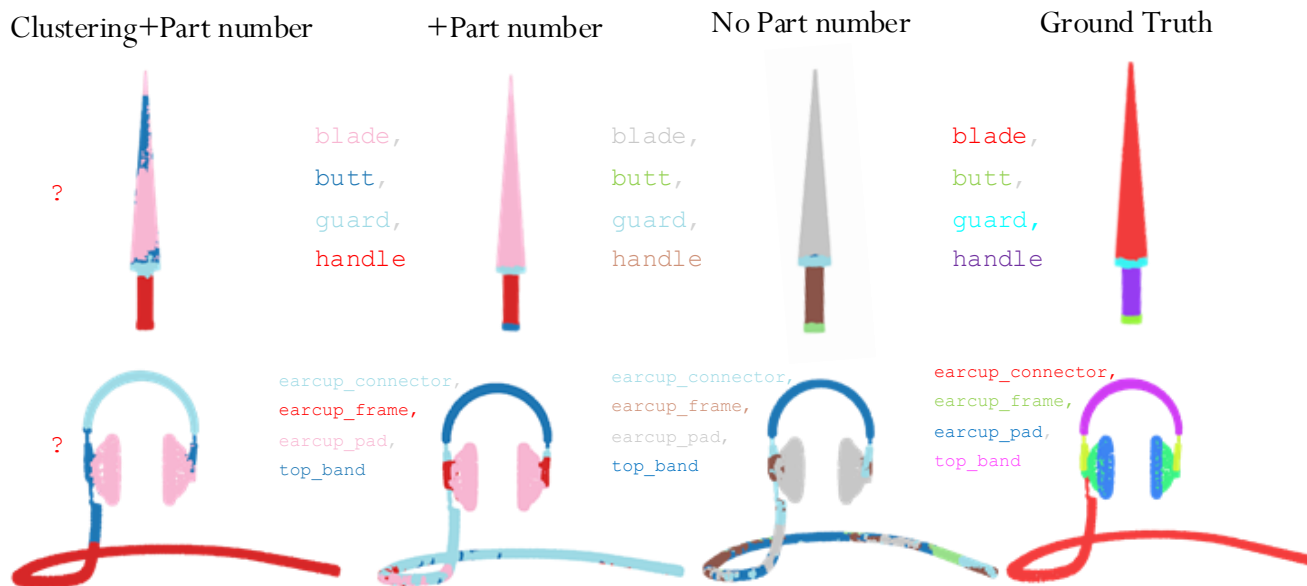 Clustering+Part number
+Part number
No Part number
Ground Truth
?
blade,
butt,
guard,
handle
blade,
butt,
guard,
handle
blade,
butt,
guard,
handle
?
earcup_connector,
earcup_frame,
earcup_pad,
top_band
earcup_connector,
earcup_frame,
earcup_pad,
top_band
earcup_connector,
earcup_frame,
earcup_pad,
top_band